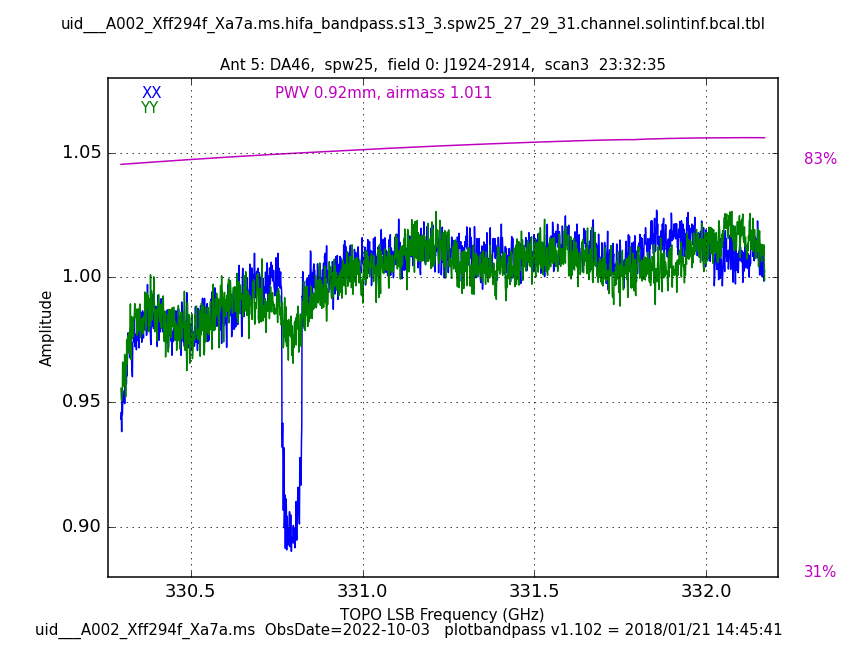 uid___A002_Xff294f_Xa7a.ms.hifa_bandpass.s13_3.spw25_27_29_31.channel.solintinf.bcal.tbl
Ant 5: DA46,  spw25,  field 0: J1924-2914,  scan3  23:32:35
XX
PWV 0.92mm, airmass 1.011
YY
1.05
83%
1.00
Amplitude
0.95
0.90
31%
330.5
331.0
331.5
332.0
TOPO LSB Frequency (GHz)
uid___A002_Xff294f_Xa7a.ms  ObsDate=2022-10-03   plotbandpass v1.102 = 2018/01/21 14:45:41